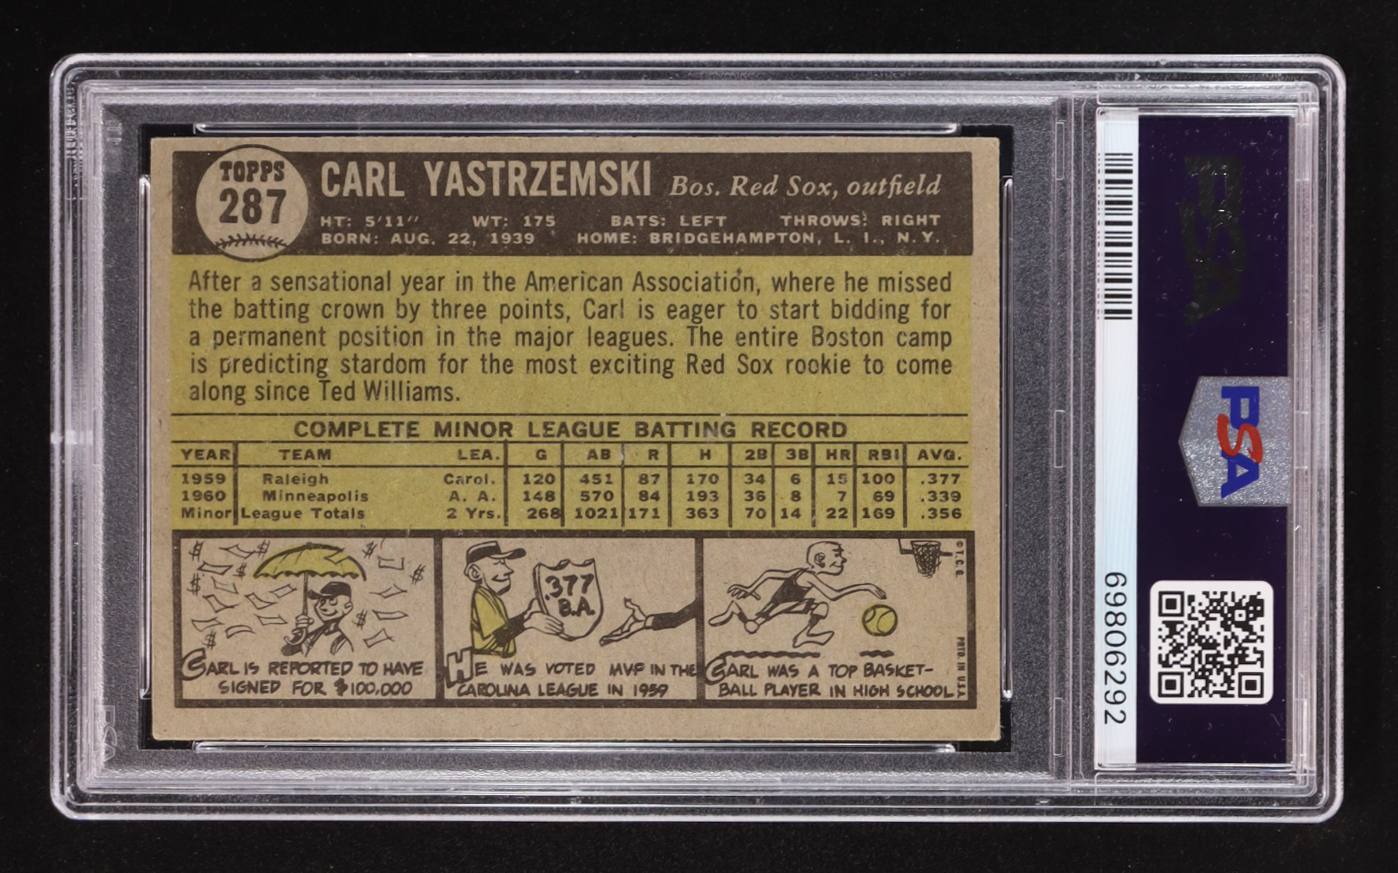 TOPPS
287
CARL YASTRZEMSKI Bos. Red Sox, outfield
HT: 5'11" WT: 175 BATS: LEFT THROWS: RIGHT
BORN: AUG. 22, 1939 HOME: BRIDGEHAMPTON, L. I., N. Y.
After a sensational year in the American Association, where he missed
the batting crown by three points, Carl is eager to start bidding for
a permanent position in the major leagues. The entire Boston camp
is predicting stardom for the most exciting Red Sox rookie to come
along since Ted Williams.
COMPLETE MINOR LEAGUE BATTING RECORD
YEAR TEAM LEA. G AB R H 2B 3B HR RBI AVG.
1959 Raleigh Carol. 120 451 87 170 34 6 15 100 .377
1960 Minneapolis A. A. 148 570 84 193 36 8 7 69 .339
Minor League Totals 2 Yrs. 268 1021 171 363 70 14 22 169 .356
CARL IS REPORTED TO HAVE
SIGNED FOR $100,000
.377
B.A.
HE WAS VOTED MVP IN THE
CAROLINA LEAGUE IN 1959
CARL WAS A TOP BASKET-
BALL PLAYER IN HIGH SCHOOL
© T.C.G.
PRTD. IN U.S.A.
69806292
PSA
PSA